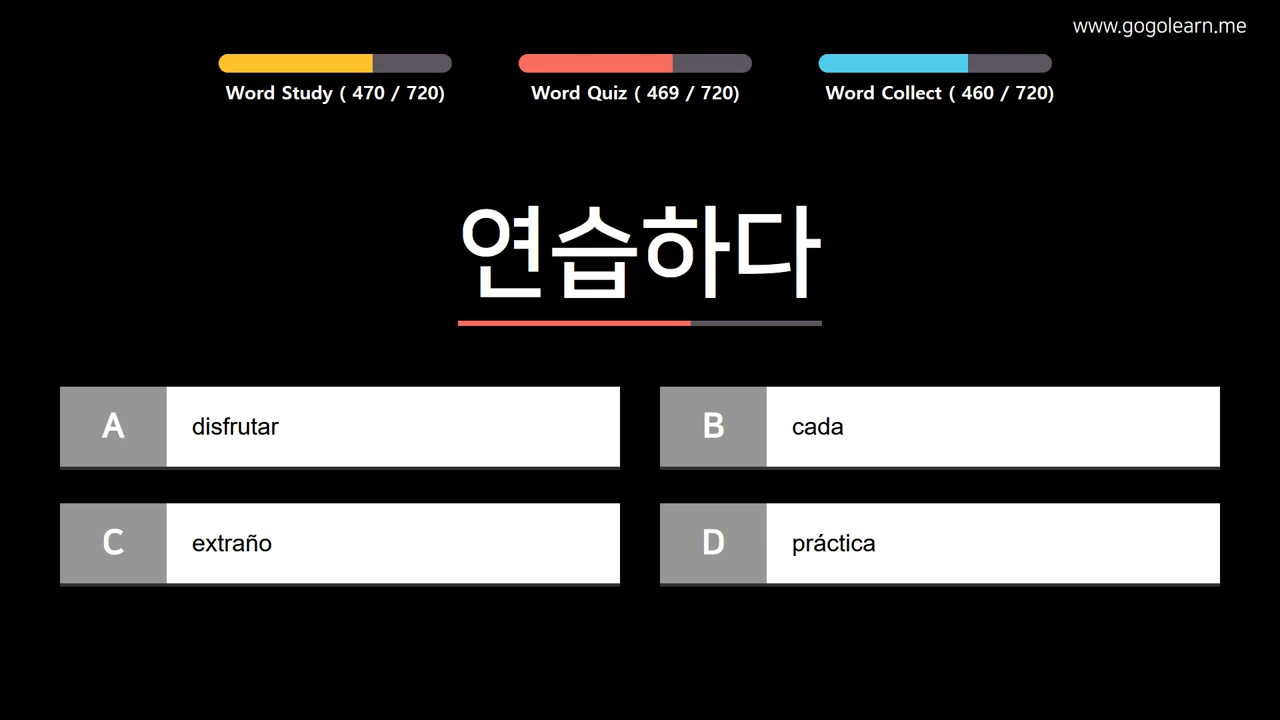 www.gogolearn.me
Word Study ( 470 / 720)
Word Quiz ( 469 / 720)
Word Collect ( 460 / 720)
연습하다
A disfrutar
B cada
C extraño
D práctica